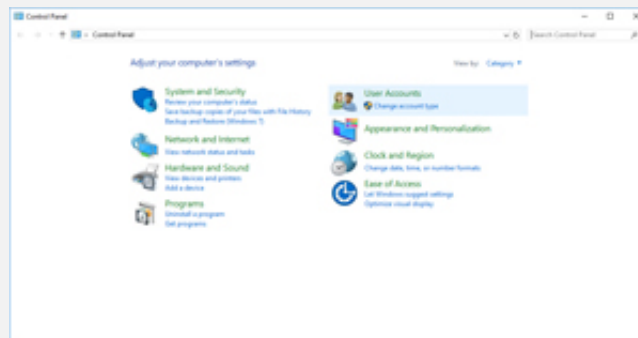 Control Panel
Control Panel
Search Control Panel
Adjust your computer's settings
View by: Category
System and Security
Review your computer's status
Save backup copies of your files with File History
Backup and Restore (Windows 7)
Network and Internet
View network status and tasks
Hardware and Sound
View devices and printers
Add a device
Programs
Uninstall a program
Get programs
User Accounts
Change account type
Appearance and Personalization
Clock and Region
Change date, time, or number formats
Ease of Access
Let Windows suggest settings
Optimize visual display